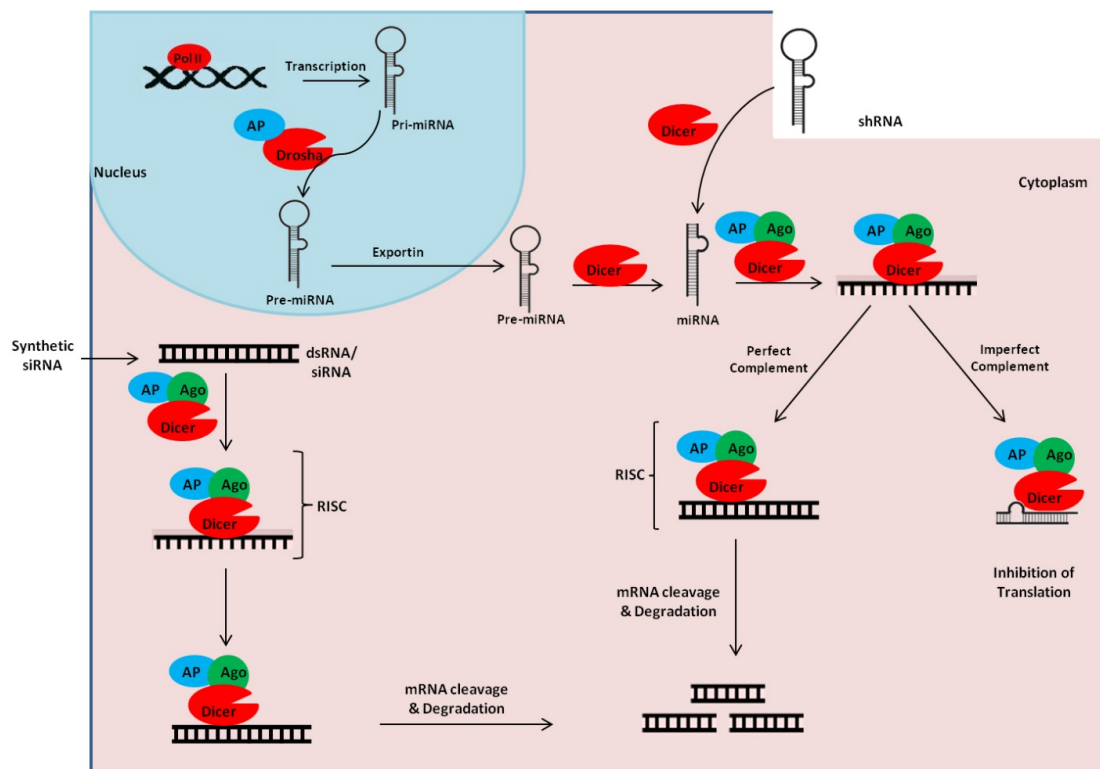 Pol II
Transcription
Pri-miRNA
AP
Drosha
Nucleus
Pre-miRNA
Exportin
Pre-miRNA
Dicer
miRNA
Dicer
shRNA
Cytoplasm
AP
Ago
Dicer
AP
Ago
Dicer
Perfect
Complement
Imperfect
Complement
Synthetic
siRNA
dsRNA/
siRNA
AP
Ago
Dicer
AP
Ago
Dicer
RISC
AP
Ago
Dicer
mRNA cleavage
& Degradation
RISC
AP
Ago
Dicer
mRNA cleavage
& Degradation
AP
Ago
Dicer
Inhibition of
Translation